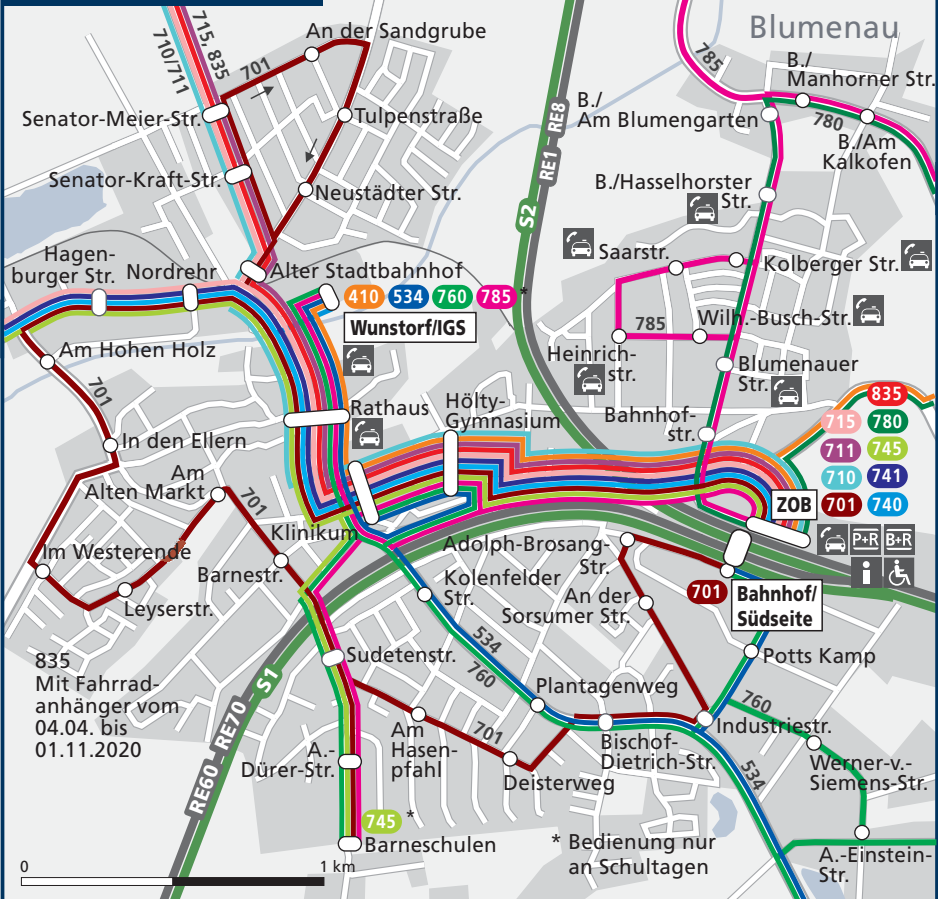 An der Sandgrube
Blumenau
710/711
715, 835
701
785
B./
Manhorner Str.
Senator-Meier-Str.
Tulpenstraße
B./
Am Blumengarten
780
B./Am
Kalkofen
RE1 – RE8
Senator-Kraft-Str.
Neustädter Str.
B./Hasselhorster
Str.
S2
Hagen-
burger Str.
Nordrehr
Alter Stadtbahnhof
Saarstr.
Kolberger Str.
410 534 760 785 *
Wunstorf/IGS
785
Wilh.-Busch-Str.
Am Hohen Holz
701
Heinrich-
str.
Blumenauer
Str.
Rathaus
Hölty-
Gymnasium
Bahnhof-
str.
835
715 780
711 745
710 741
701 740
ZOB
In den Ellern
Am
Alten Markt
701
Klinikum
P+R B+R
i
Im Westerende
Barnestr.
Leyserstr.
Adolph-Brosang-
Str.
Kolenfelder
Str.
An der
Sorsumer Str.
701
Bahnhof/
Südseite
534
760
Sudetenstr.
Potts Kamp
835
Mit Fahrrad-
anhänger vom
04.04. bis
01.11.2020
S1
RE60 – RE70
Plantagenweg
760
Industriestr.
Am
Hasen-
pfahl
701
Bischof-
Dietrich-Str.
Werner-v.-
Siemens-Str.
A.-
Dürer-Str.
Deisterweg
534
745 *
Barneschulen
* Bedienung nur
an Schultagen
A.-Einstein-
Str.
0
1 km